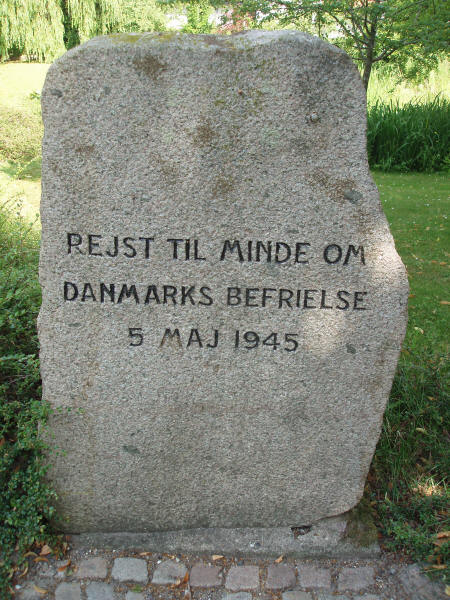 REJST TIL MINDE OM
DANMARKS BEFRIELSE
5 MAJ 1945